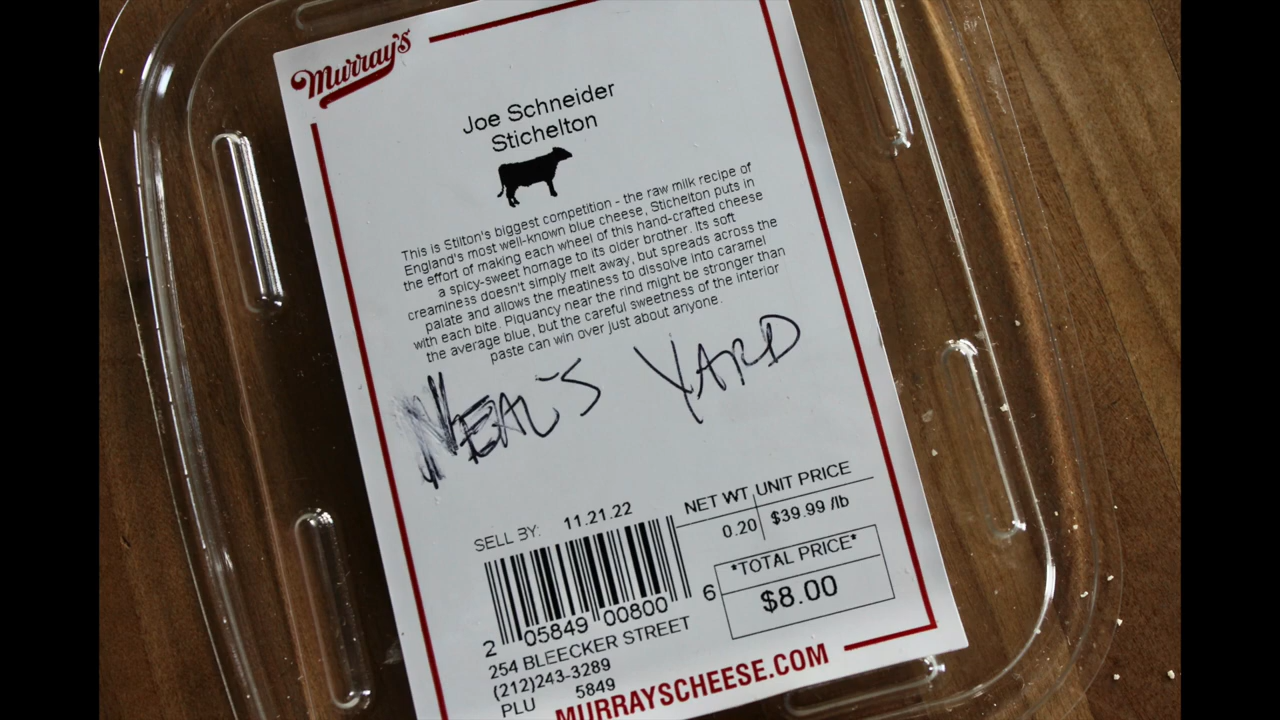 Murray's
Joe Schneider
Stichelton
This is Stilton's biggest competition - the raw milk recipe of
England's most well-known blue cheese, Stichelton puts in
the effort of making each wheel of this hand-crafted cheese
a spicy-sweet homage to its older brother. Its soft
creaminess doesn't simply melt away, but spreads across the
palate and allows the meatiness to dissolve into caramel
with each bite. Piquancy near the rind might be stronger than
the average blue, but the careful sweetness of the interior
paste can win over just about anyone.
NEAL'S YARD
SELL BY: 11.21.22
NET WT UNIT PRICE
0.20 $39.99 /lb
*TOTAL PRICE*
$8.00
2 05849 00800 6
254 BLEECKER STREET
(212)243-3289
PLU 5849
MURRAYSCHEESE.COM